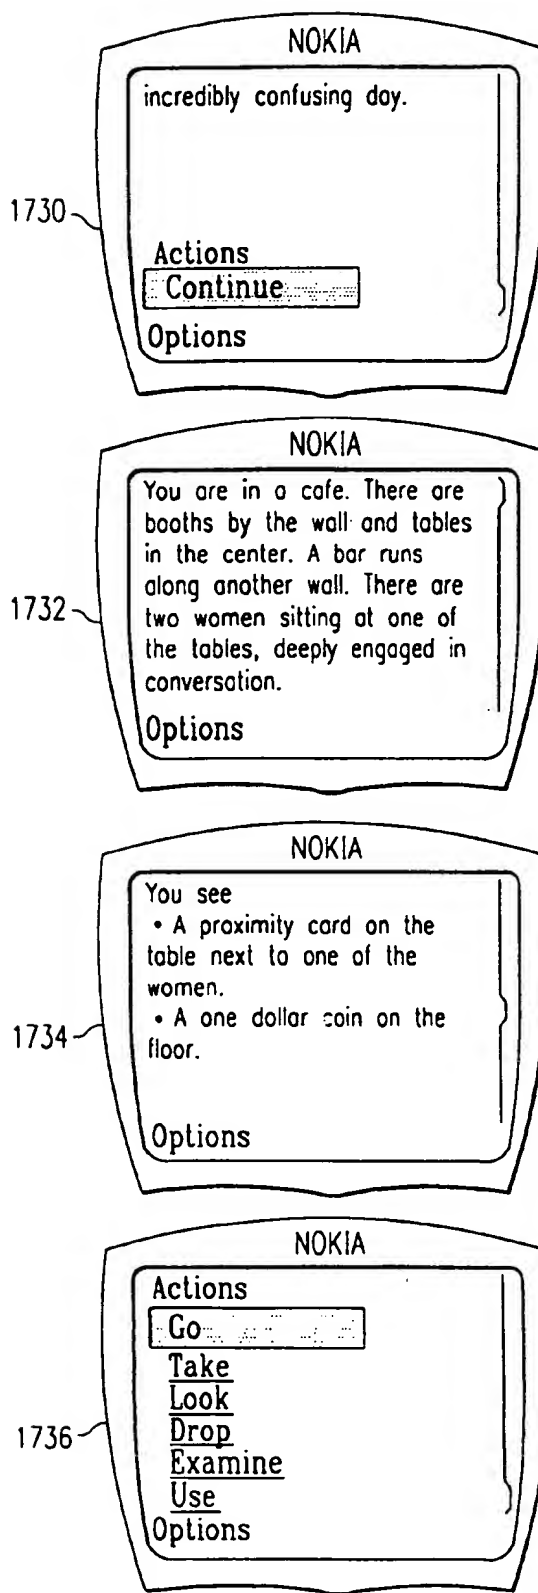 NOKIA
incredibly confusing day.
1730
Actions
Continue
Options
NOKIA
You are in a cafe. There are
booths by the wall and tables
in the center. A bar runs
along another wall. There are
two women sitting at one of
the tables, deeply engaged in
conversation.
1732
Options
NOKIA
You see
• A proximity card on the
table next to one of the
women.
• A one dollar coin on the
floor.
1734
Options
NOKIA
Actions
Go
Take
Look
Drop
Examine
Use
1736
Options